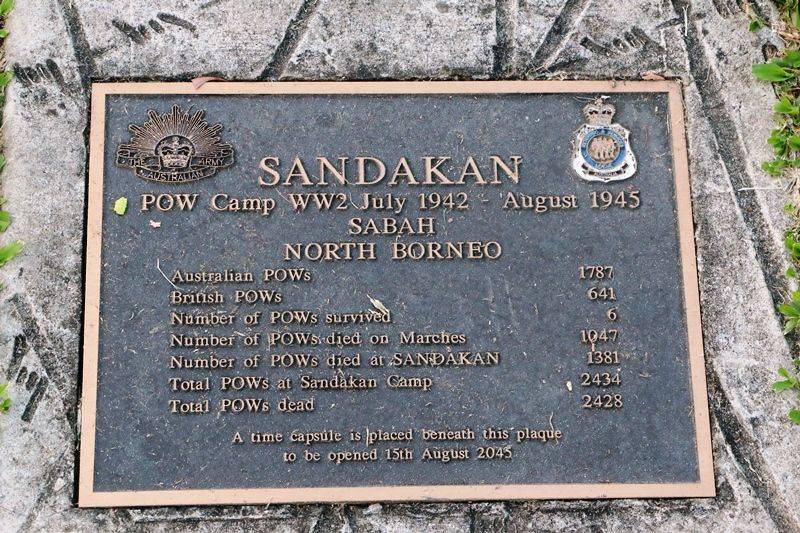 THE AUSTRALIAN ARMY
SANDAKAN
POW Camp WW2 July 1942 - August 1945
SABAH
NORTH BORNEO
Australian POWs 1787
British POWs 641
Number of POWs survived 6
Number of POWs died on Marches 1047
Number of POWs died at SANDAKAN 1381
Total POWs at Sandakan Camp 2434
Total POWs dead 2428
A time capsule is placed beneath this plaque
to be opened 15th August 2045